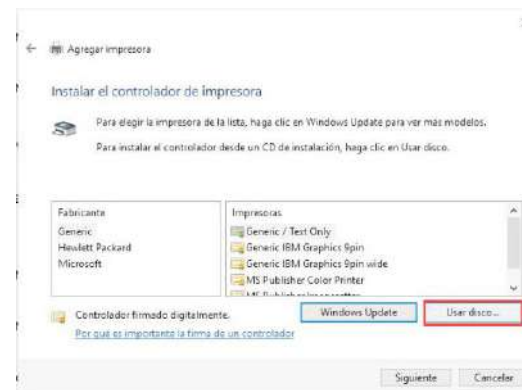 Agregar impresora
Instalar el controlador de impresora
Para elegir la impresora de la lista, haga clic en Windows Update para ver más modelos.
Para instalar el controlador desde un CD de instalación, haga clic en Usar disco.
Fabricante
Generic
Hewlett Packard
Microsoft
Impresoras
Generic / Text Only
Generic IBM Graphics 9pin
Generic IBM Graphics 9pin wide
MS Publisher Color Printer
Controlador firmado digitalmente.
Por qué es importante la firma de un controlador
Windows Update
Usar disco...
Siguiente
Cancelar